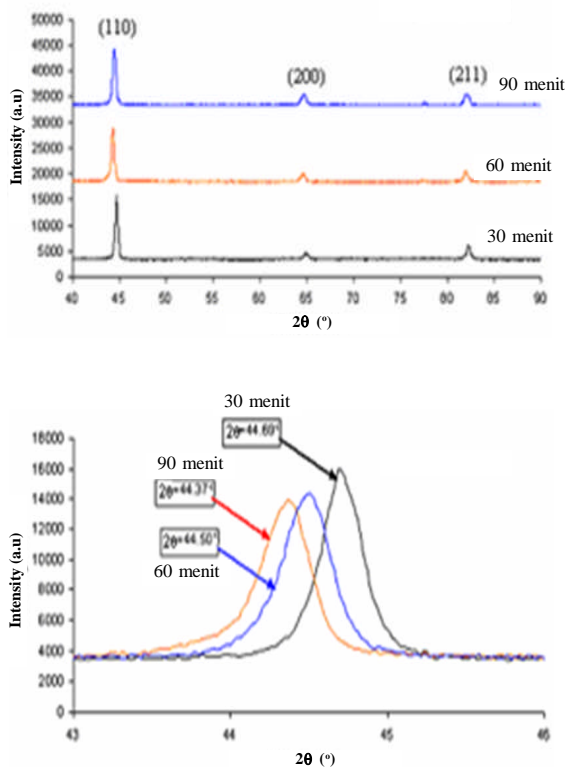 50000
45000
40000
35000
30000
25000
20000
15000
10000
5000
0
Intensity (a.u)
(110)
(200)
(211)
90 menit
60 menit
30 menit
40 45 50 55 60 65 70 75 80 85 90
2θ (°)
30 menit
2θ=44.69°
90 menit
2θ=44.37°
2θ=44.50°
60 menit
18000
16000
14000
12000
10000
8000
6000
4000
2000
0
Intensity (a.u)
43 44 45 46
2θ (°)